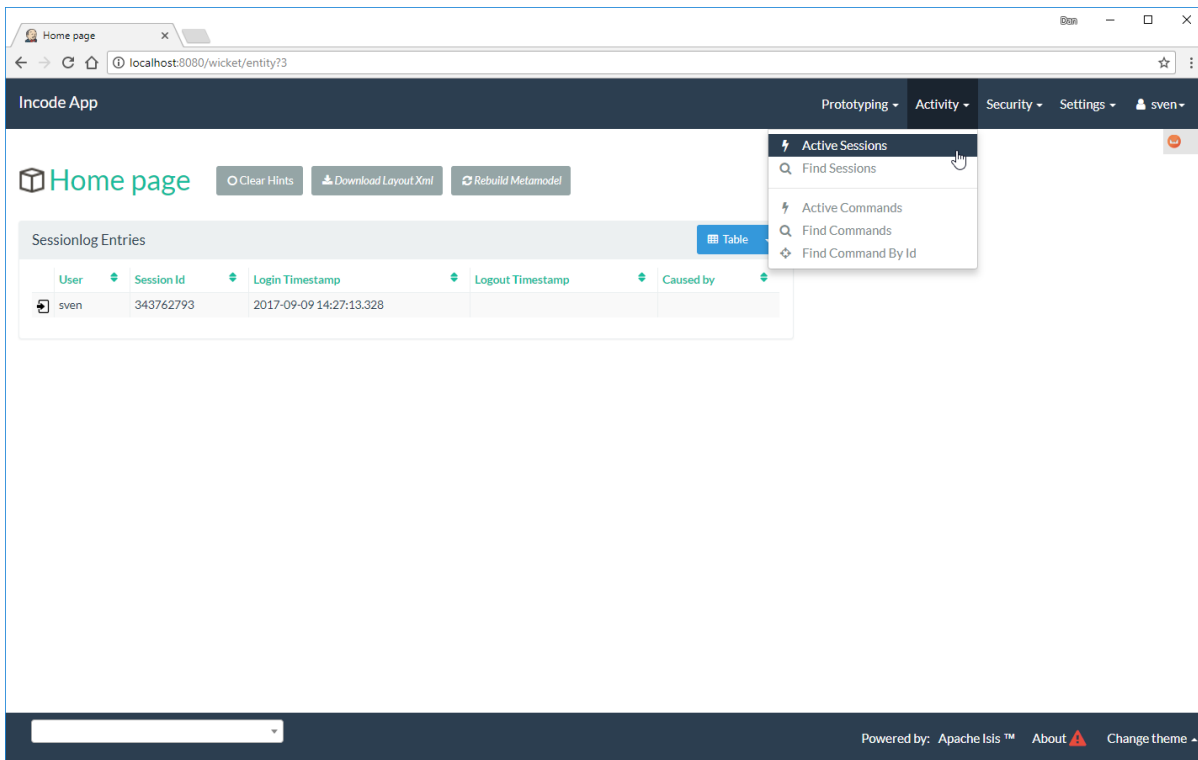 Dan
Home page
localhost:8080/wicket/entity?3
Incode App
Prototyping Activity Security Settings sven
Active Sessions
Find Sessions
Active Commands
Find Commands
Find Command By Id
Home page
Clear Hints Download Layout Xml Rebuild Metamodel
Sessionlog Entries Table
User Session Id Login Timestamp Logout Timestamp Caused by
sven 343762793 2017-09-09 14:27:13.328
Powered by: Apache Isis ™ About Change theme